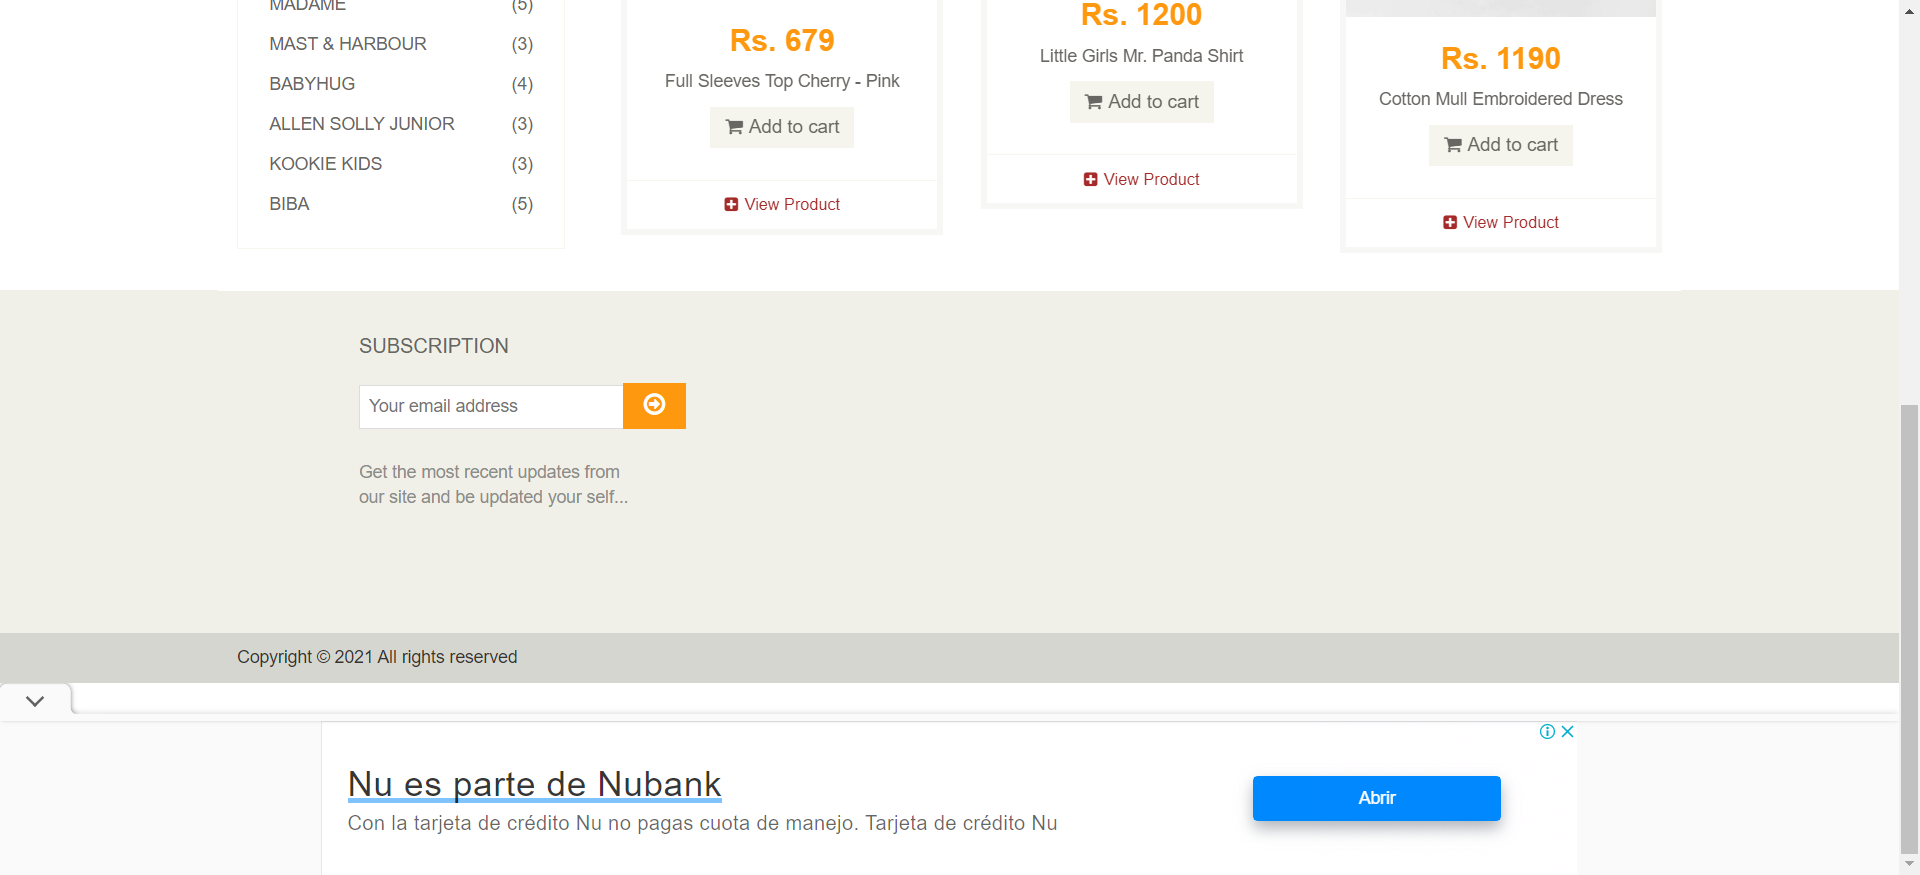 MADAME (5)
MAST & HARBOUR (3)
BABYHUG (4)
ALLEN SOLLY JUNIOR (3)
KOOKIE KIDS (3)
BIBA (5)
Rs. 679
Full Sleeves Top Cherry - Pink
Add to cart
View Product
Rs. 1200
Little Girls Mr. Panda Shirt
Add to cart
View Product
Rs. 1190
Cotton Mull Embroidered Dress
Add to cart
View Product
SUBSCRIPTION
Your email address
Get the most recent updates from
our site and be updated your self...
Copyright © 2021 All rights reserved
Nu es parte de Nubank
Con la tarjeta de crédito Nu no pagas cuota de manejo. Tarjeta de crédito Nu
Abrir